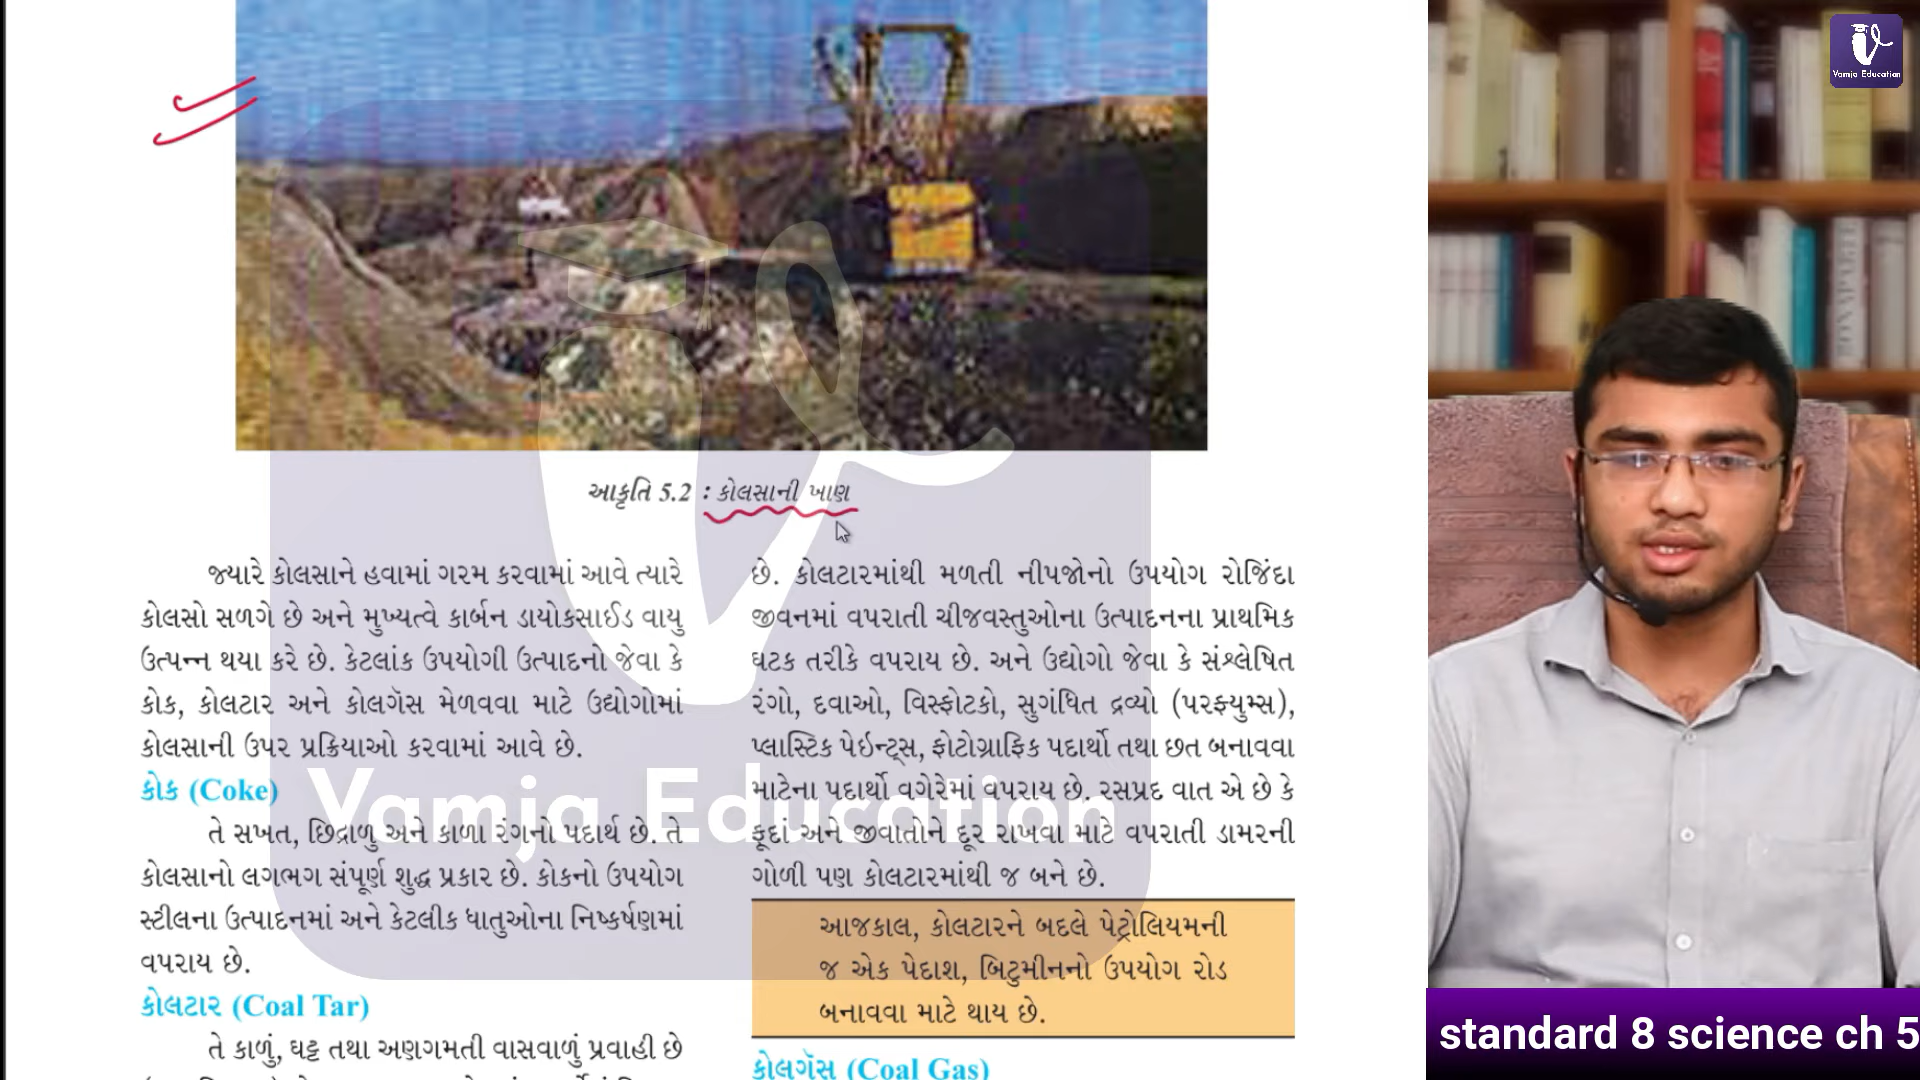 આકૃતિ 5.2 : કોલસાની ખાણ
જ્યારે કોલસાને હવામાં ગરમ કરવામાં આવે ત્યારે
કોલસો સળગે છે અને મુખ્યત્વે કાર્બન ડાયોકસાઈડ વાયુ
ઉત્પન્ન થયા કરે છે. કેટલાંક ઉપયોગી ઉત્પાદનો જેવા કે
કોક, કોલટાર અને કોલગૅસ મેળવવા માટે ઉદ્યોગોમાં
કોલસાની ઉપર પ્રક્રિયાઓ કરવામાં આવે છે.
કોક (Coke)
તે સખત, છિદ્રાળુ અને કાળા રંગનો પદાર્થ છે. તે
કોલસાનો લગભગ સંપૂર્ણ શુદ્ધ પ્રકાર છે. કોકનો ઉપયોગ
સ્ટીલના ઉત્પાદનમાં અને કેટલીક ધાતુઓના નિષ્કર્ષણમાં
વપરાય છે.
કોલટાર (Coal Tar)
તે કાળું, ઘટ્ટ તથા અણગમતી વાસવાળું પ્રવાહી છે
છે. કોલટારમાંથી મળતી નીપજોનો ઉપયોગ રોજિંદા
જીવનમાં વપરાતી ચીજવસ્તુઓના ઉત્પાદનના પ્રાથમિક
ઘટક તરીકે વપરાય છે. અને ઉદ્યોગો જેવા કે સંશ્લેષિત
રંગો, દવાઓ, વિસ્ફોટકો, સુગંધિત દ્રવ્યો (પરફ્યુમ્સ),
પ્લાસ્ટિક પેઇન્ટ્સ, ફોટોગ્રાફિક પદાર્થો તથા છત બનાવવા
માટેના પદાર્થો વગેરેમાં વપરાય છે. રસપ્રદ વાત એ છે કે
ફૂદાં અને જીવાતોને દૂર રાખવા માટે વપરાતી ડામરની
ગોળી પણ કોલટારમાંથી જ બને છે.
આજકાલ, કોલટારને બદલે પેટ્રોલિયમની
જ એક પેદાશ, બિટુમીનનો ઉપયોગ રોડ
બનાવવા માટે થાય છે.
કોલગૅસ (Coal Gas)
Vamja Education
Vamja Education
standard 8 science ch 5